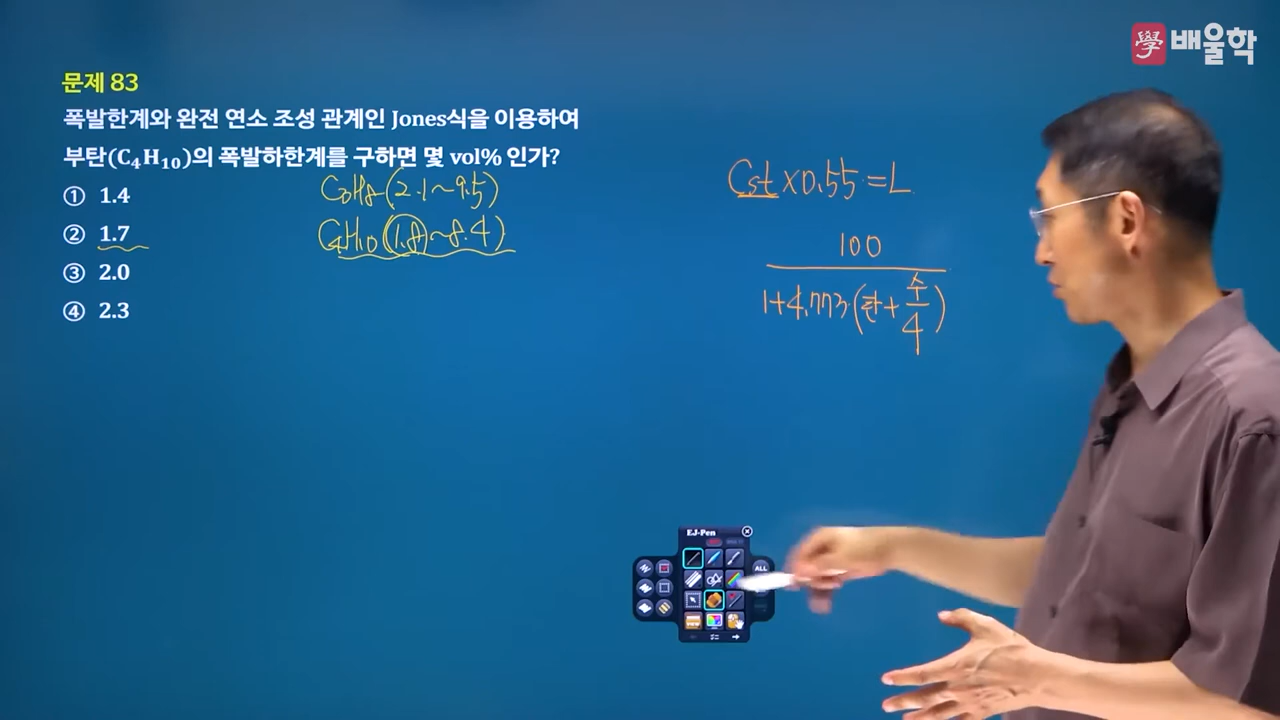 學 배울학
문제 83
폭발한계와 완전 연소 조성 관계인 Jones식을 이용하여
부탄(C₄H₁₀)의 폭발하한계를 구하면 몇 vol% 인가?
① 1.4
② 1.7
③ 2.0
④ 2.3
C3H8(2.1~9.5)
C4H10(1.8~8.4)
Cst×0.55=L
100
1+4.773(탄+수/4)
EJ-Pen
ALL